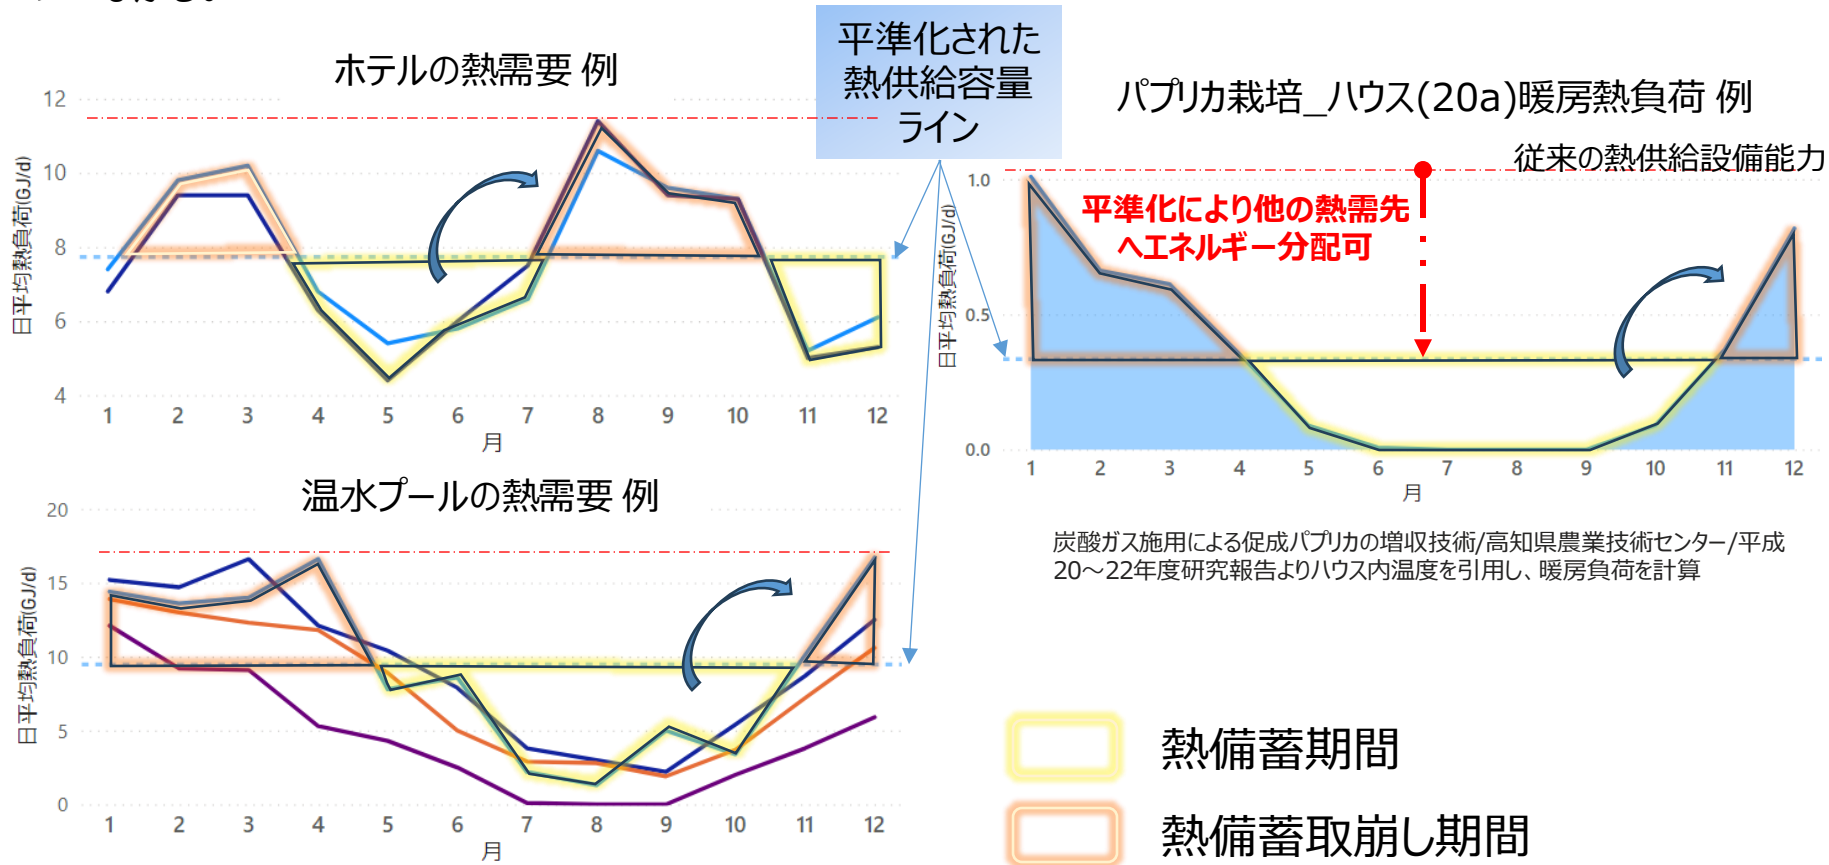 平準化された
熱供給容量
ライン
ホテルの熱需要 例
日平均熱負荷(GJ/d)
12
10
8
6
4
1 2 3 4 5 6 7 8 9 10 11 12
月
パプリカ栽培_ハウス(20a)暖房熱負荷 例
従来の熱供給設備能力
平準化により他の熱需先
へエネルギー分配可
日平均熱負荷(GJ/d)
1.0
0.5
0.0
1 2 3 4 5 6 7 8 9 10 11 12
月
炭酸ガス施用による促成パプリカの増収技術/高知県農業技術センター/平成
20～22年度研究報告よりハウス内温度を引用し、暖房負荷を計算
温水プールの熱需要 例
日平均熱負荷(GJ/d)
20
15
10
5
0
1 2 3 4 5 6 7 8 9 10 11 12
月
熱備蓄期間
熱備蓄取崩し期間